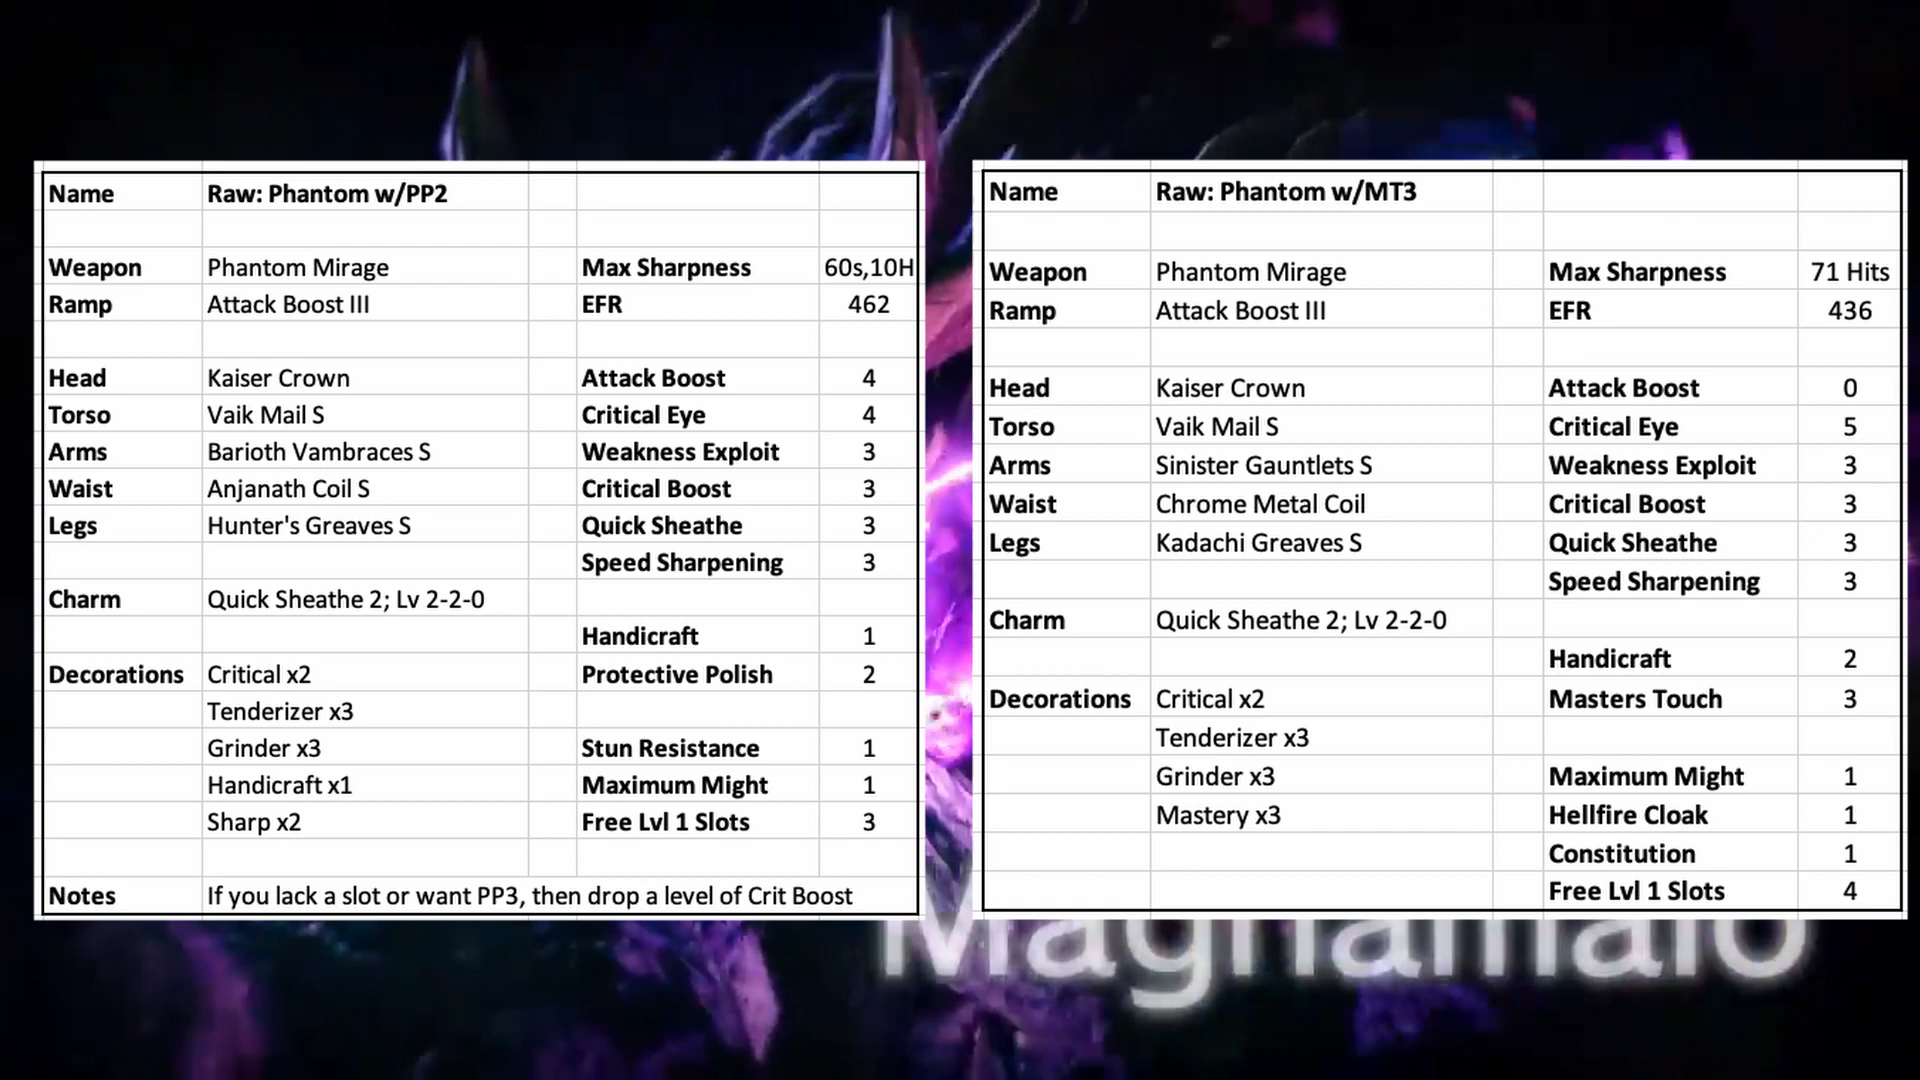 Name Raw: Phantom w/PP2
Weapon Phantom Mirage Max Sharpness 60s,10H
Ramp Attack Boost III EFR 462
Head Kaiser Crown Attack Boost 4
Torso Vaik Mail S Critical Eye 4
Arms Barioth Vambraces S Weakness Exploit 3
Waist Anjanath Coil S Critical Boost 3
Legs Hunter's Greaves S Quick Sheathe 3
Speed Sharpening 3
Charm Quick Sheathe 2; Lv 2-2-0
Handicraft 1
Decorations Critical x2 Protective Polish 2
Tenderizer x3
Grinder x3 Stun Resistance 1
Handicraft x1 Maximum Might 1
Sharp x2 Free Lvl 1 Slots 3
Notes If you lack a slot or want PP3, then drop a level of Crit Boost
Name Raw: Phantom w/MT3
Weapon Phantom Mirage Max Sharpness 71 Hits
Ramp Attack Boost III EFR 436
Head Kaiser Crown Attack Boost 0
Torso Vaik Mail S Critical Eye 5
Arms Sinister Gauntlets S Weakness Exploit 3
Waist Chrome Metal Coil Critical Boost 3
Legs Kadachi Greaves S Quick Sheathe 3
Speed Sharpening 3
Charm Quick Sheathe 2; Lv 2-2-0
Handicraft 2
Decorations Critical x2 Masters Touch 3
Tenderizer x3
Grinder x3 Maximum Might 1
Mastery x3 Hellfire Cloak 1
Constitution 1
Free Lvl 1 Slots 4
Magnamalo